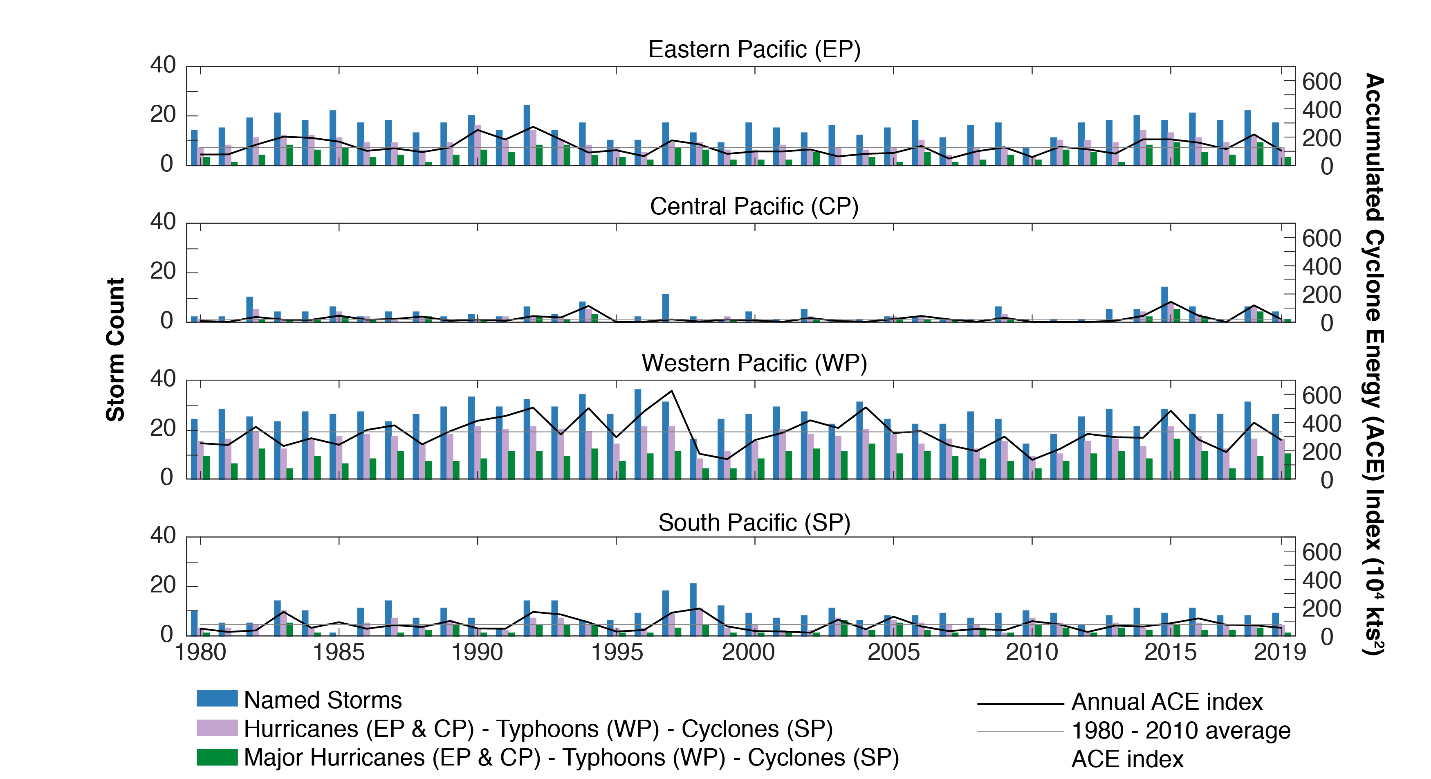 Eastern Pacific (EP)
40
20
0
600
400
200
0
Central Pacific (CP)
40
20
0
600
400
200
0
Western Pacific (WP)
40
20
0
600
400
200
0
South Pacific (SP)
40
20
0
600
400
200
0
1980 1985 1990 1995 2000 2005 2010 2015 2019
Storm Count
Accumulated Cyclone Energy (ACE) Index (10⁴ kts²)
Named Storms
Hurricanes (EP & CP) - Typhoons (WP) - Cyclones (SP)
Major Hurricanes (EP & CP) - Typhoons (WP) - Cyclones (SP)
Annual ACE index
1980 - 2010 average
ACE index